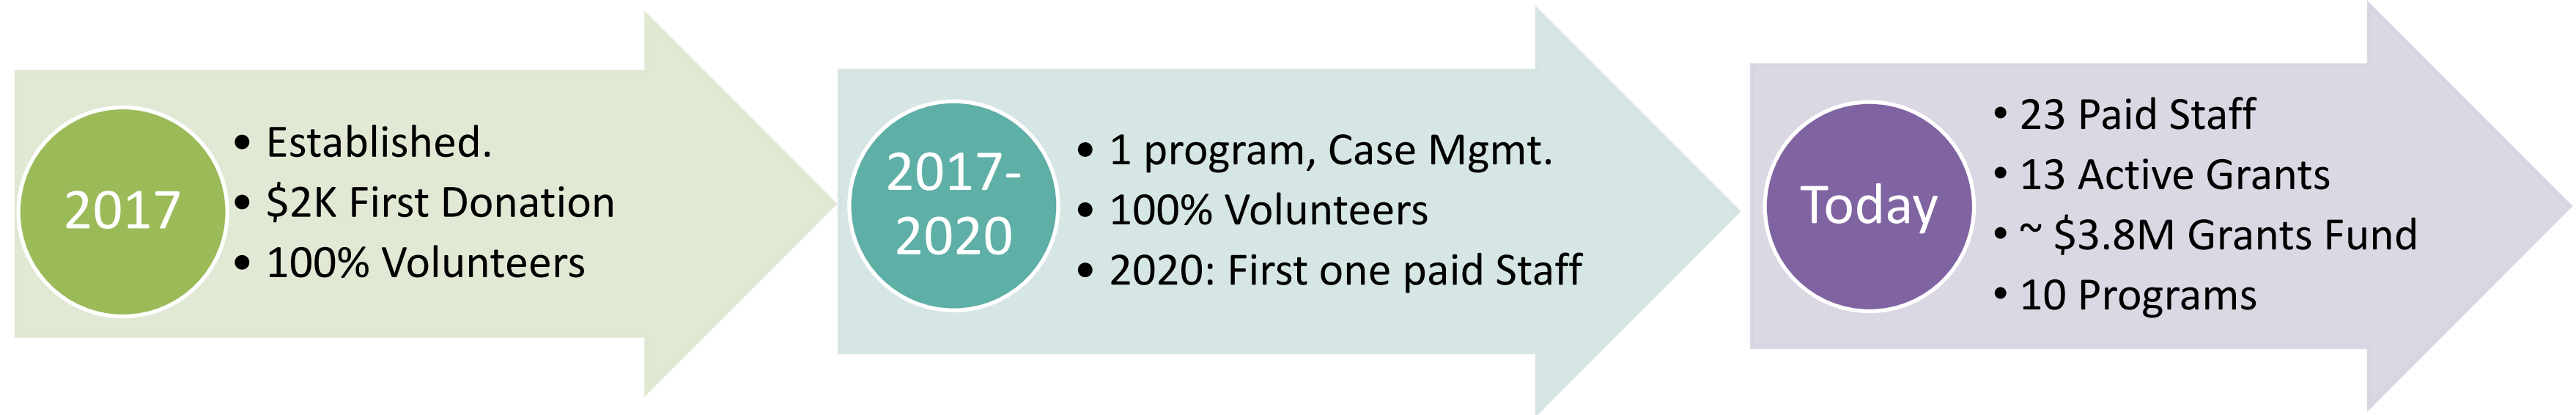 2017
• Established.
• $2K First Donation
• 100% Volunteers
2017-
2020
• 1 program, Case Mgmt.
• 100% Volunteers
• 2020: First one paid Staff
Today
• 23 Paid Staff
• 13 Active Grants
• ~ $3.8M Grants Fund
• 10 Programs